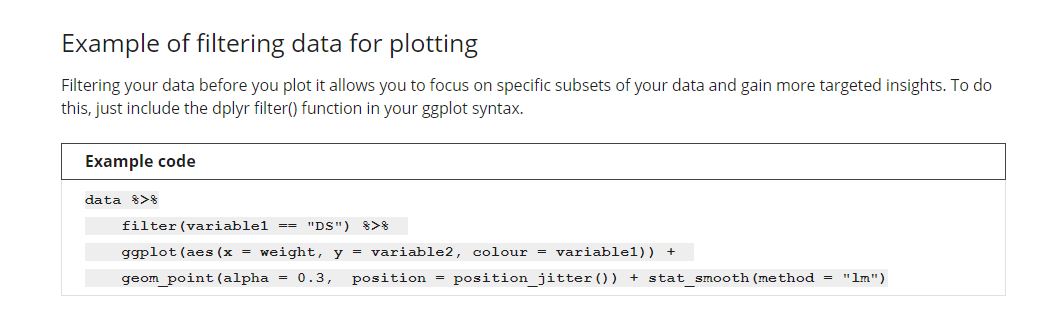 Example of filtering data for plotting
Filtering your data before you plot it allows you to focus on specific subsets of your data and gain more targeted insights. To do
this, just include the dplyr filter() function in your ggplot syntax.
Example code
data %>%
filter(variable1 == "DS") %>%
ggplot(aes(x = weight, y = variable2, colour = variable1)) +
geom_point(alpha = 0.3, position = position_jitter()) + stat_smooth(method = "lm")